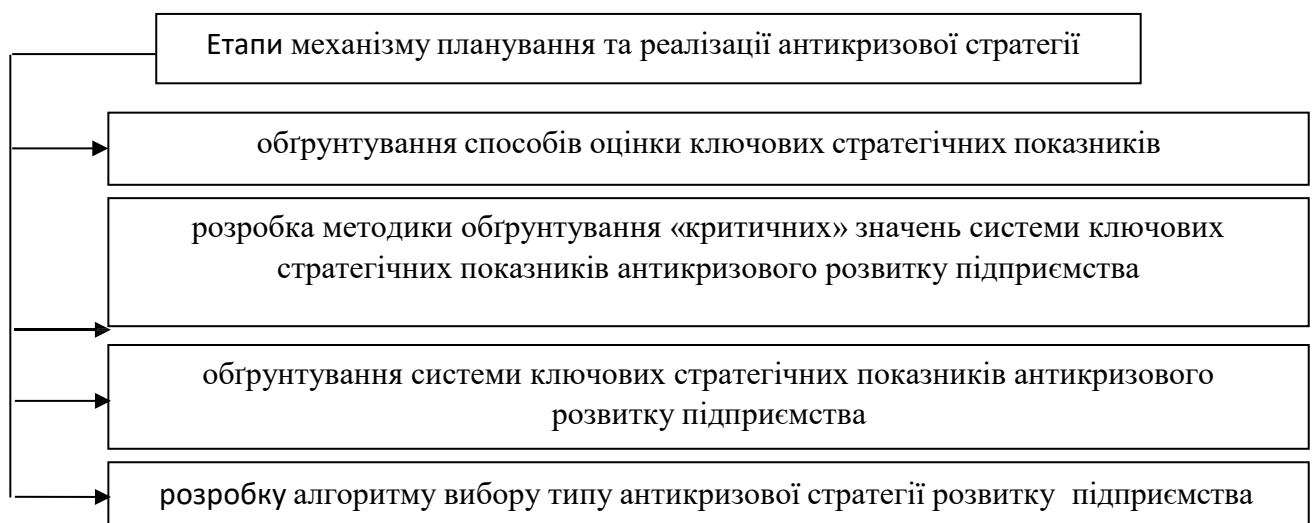 Етапи механізму планування та реалізації антикризової стратегії
обґрунтування способів оцінки ключових стратегічних показників
розробка методики обґрунтування «критичних» значень системи ключових
стратегічних показників антикризового розвитку підприємства
обґрунтування системи ключових стратегічних показників антикризового
розвитку підприємства
розробку алгоритму вибору типу антикризової стратегії розвитку підприємства